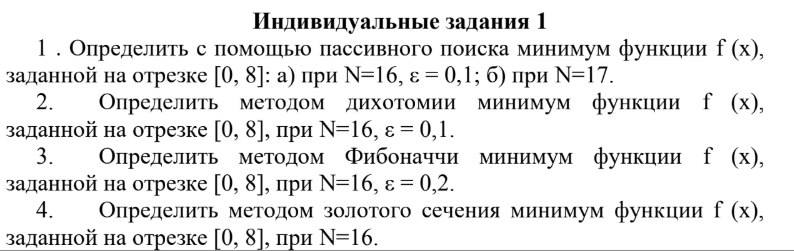 Индивидуальные задания 1
1 . Определить с помощью пассивного поиска минимум функции f (x),
заданной на отрезке [0, 8]: а) при N=16, ε = 0,1; б) при N=17.
2. Определить методом дихотомии минимум функции f (x),
заданной на отрезке [0, 8], при N=16, ε = 0,1.
3. Определить методом Фибоначчи минимум функции f (x),
заданной на отрезке [0, 8], при N=16, ε = 0,2.
4. Определить методом золотого сечения минимум функции f (x),
заданной на отрезке [0, 8], при N=16.